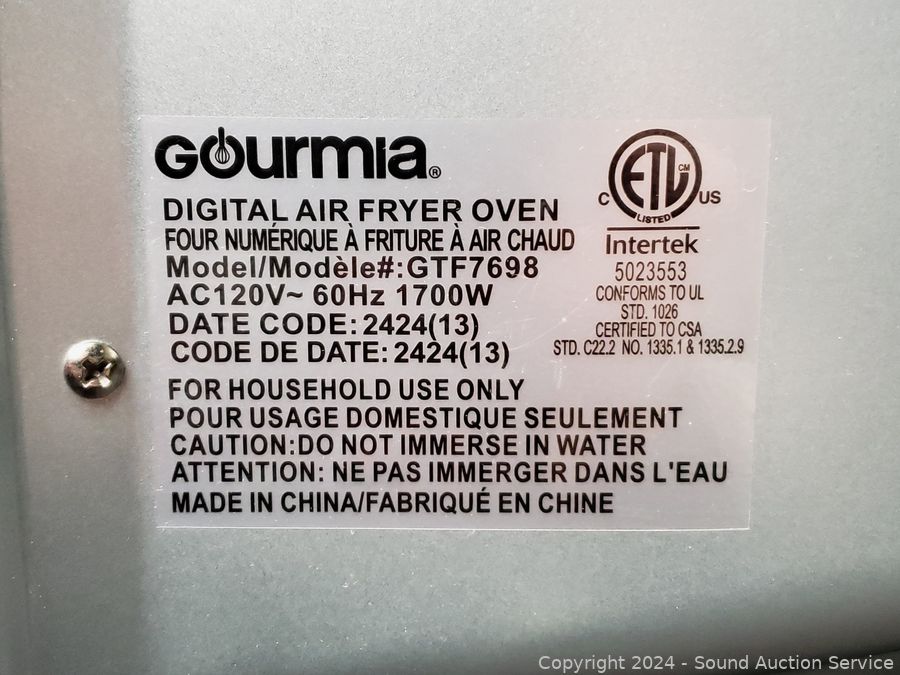 GOurmia®
DIGITAL AIR FRYER OVEN
FOUR NUMÉRIQUE À FRITURE À AIR CHAUD
Model/Modèle#:GTF7698
AC120V~ 60Hz 1700W
DATE CODE: 2424(13)
CODE DE DATE: 2424(13)
FOR HOUSEHOLD USE ONLY
POUR USAGE DOMESTIQUE SEULEMENT
CAUTION:DO NOT IMMERSE IN WATER
ATTENTION: NE PAS IMMERGER DANS L'EAU
MADE IN CHINA/FABRIQUÉ EN CHINE
C ETL CM US
LISTED
Intertek
5023553
CONFORMS TO UL
STD. 1026
CERTIFIED TO CSA
STD. C22.2 NO. 1335.1 & 1335.2.9
Copyright 2024 - Sound Auction Service